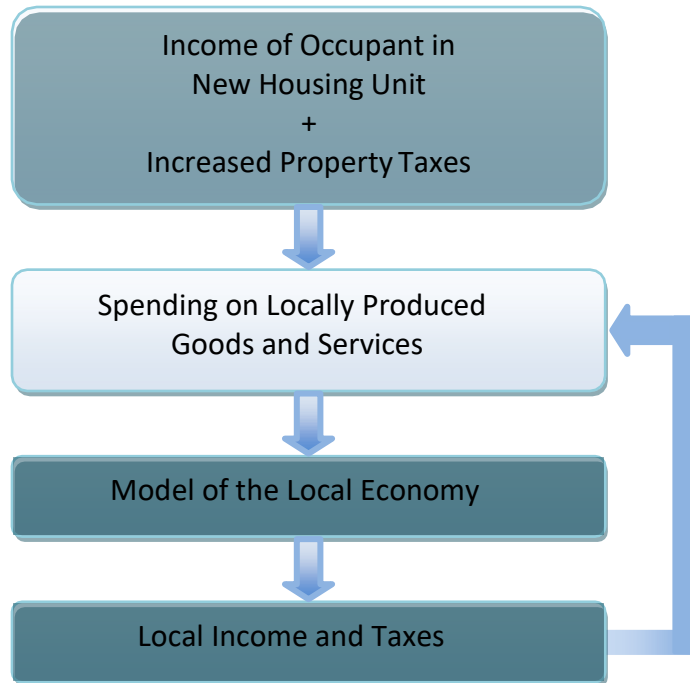 Income of Occupant in
New Housing Unit
+
Increased Property Taxes
Spending on Locally Produced
Goods and Services
Model of the Local Economy
Local Income and Taxes